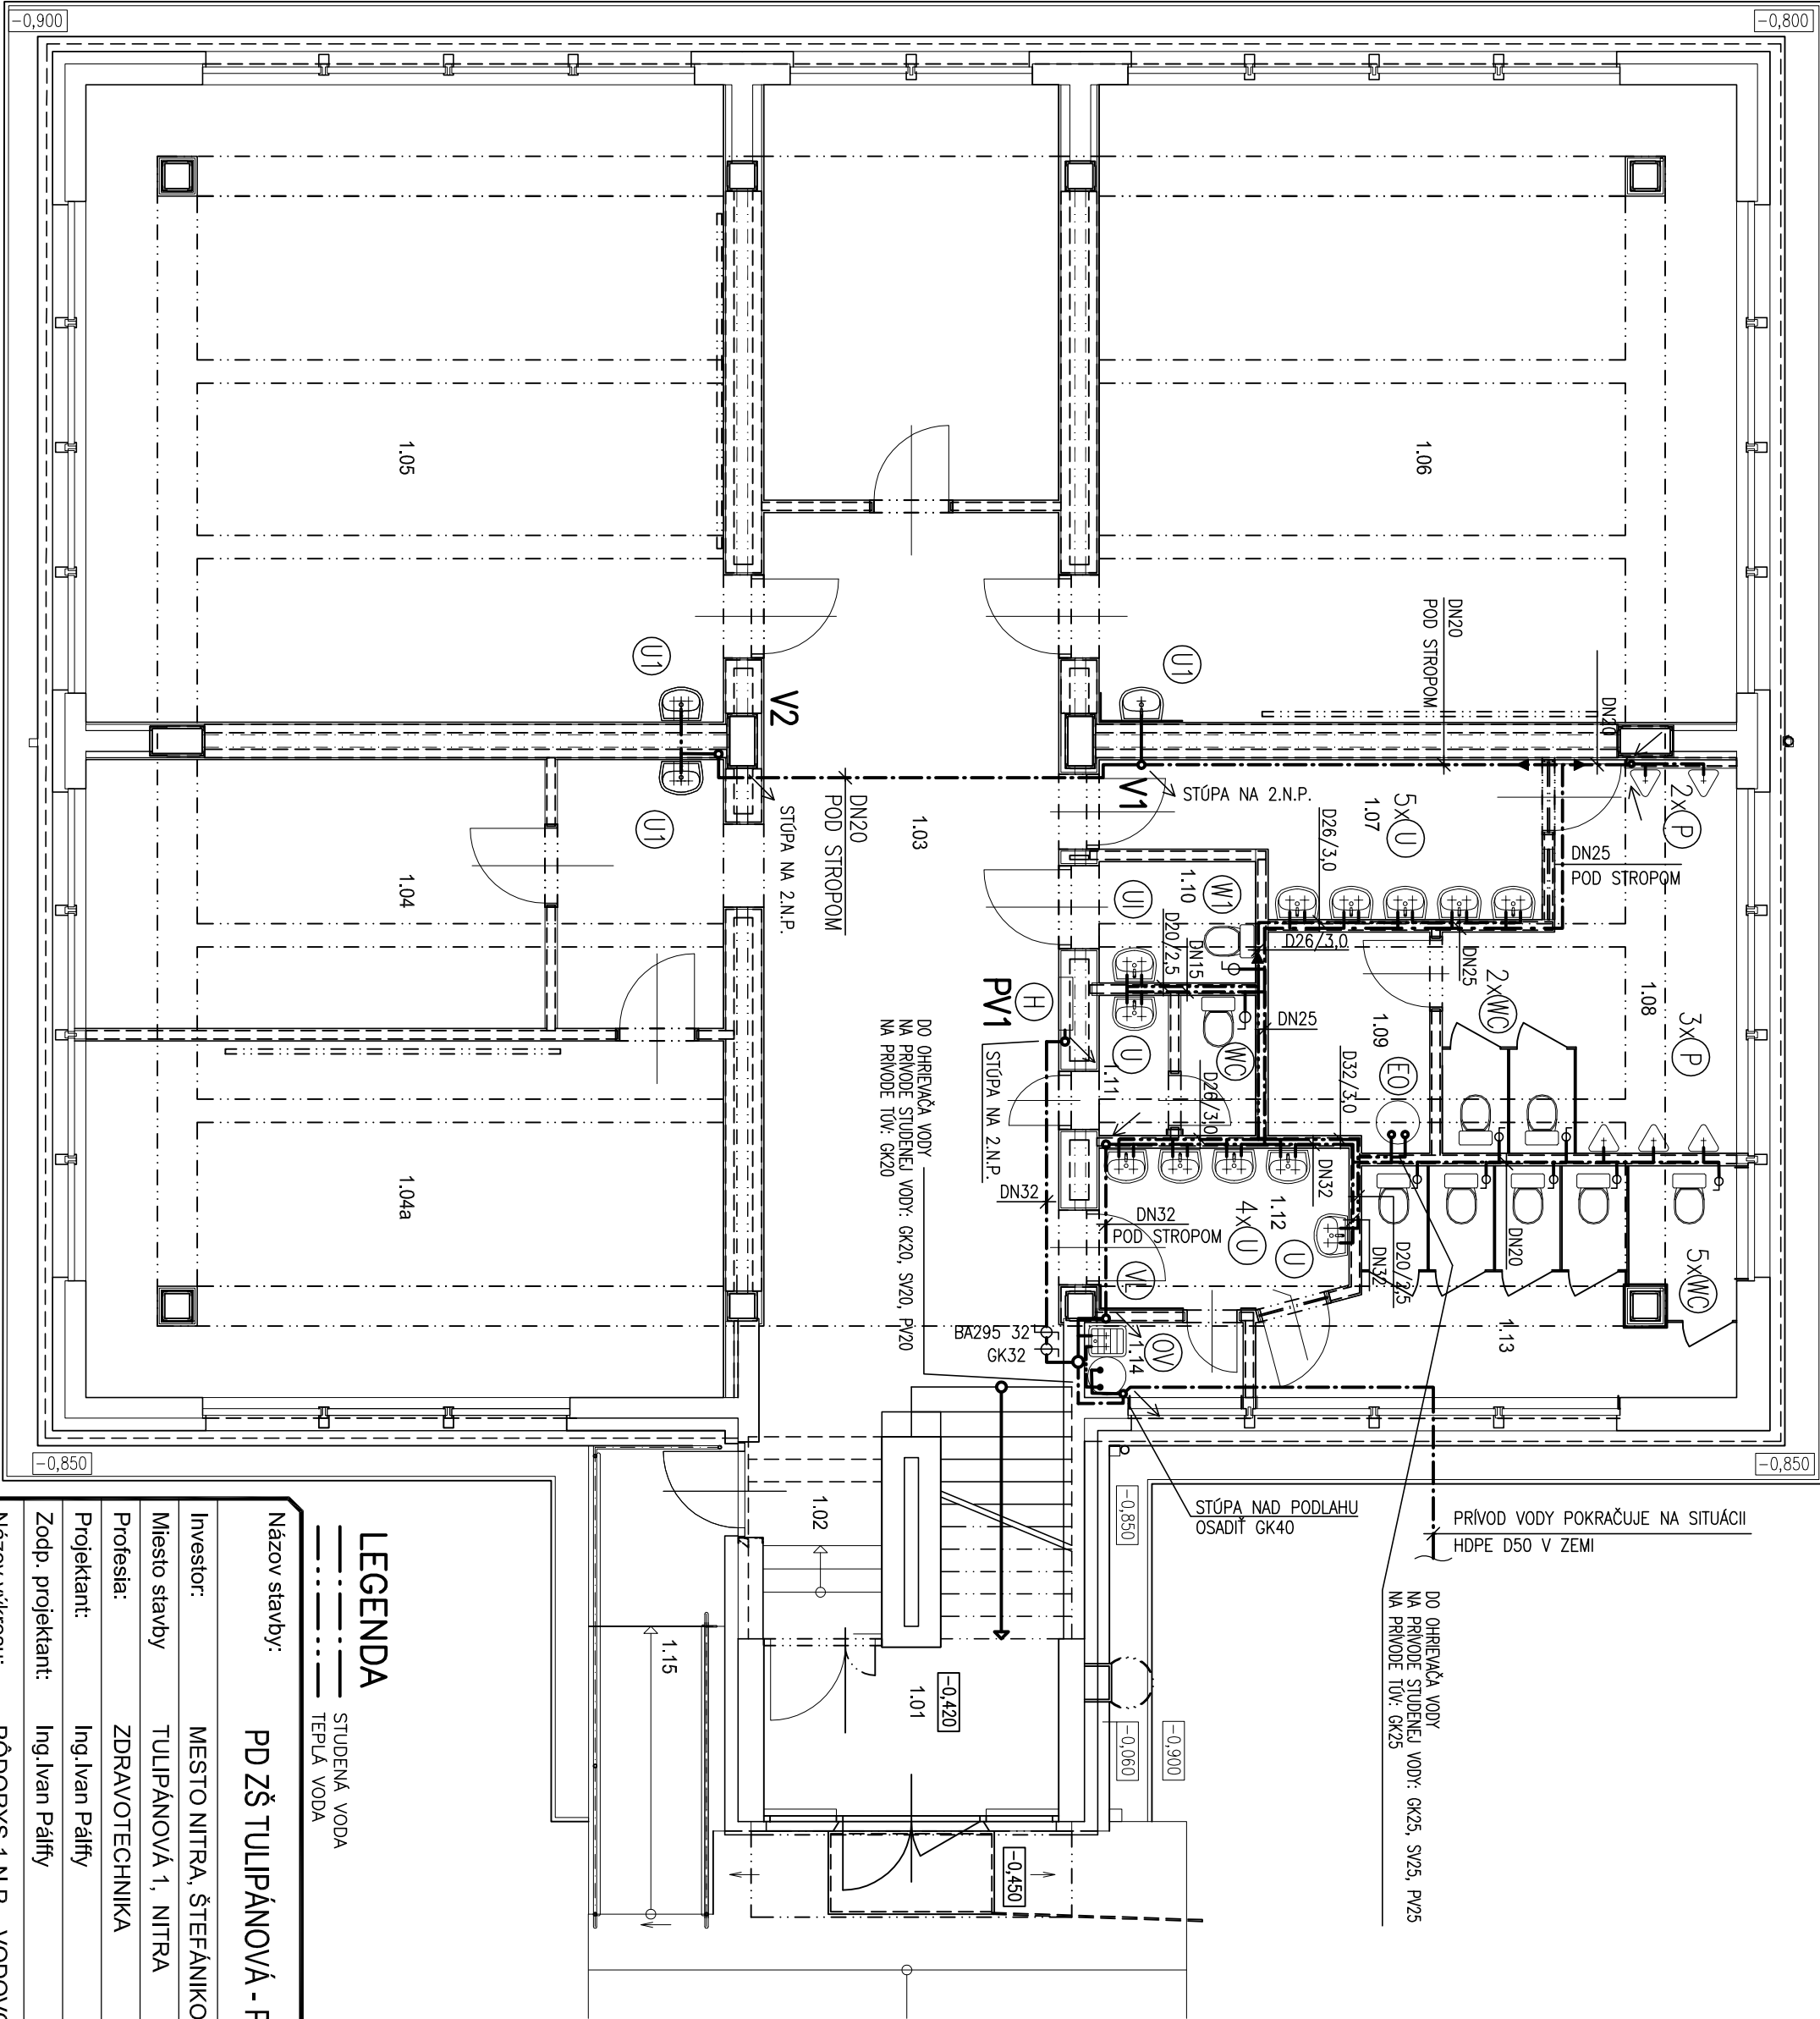 -0,900
-0,800
1.05
1.06
DN20
POD STROPOM
DN20
U1
U1
V2
V1
STÚPA NA 2.N.P.
5xU
1.07
2xP
D26/3,0
DN25
POD STROPOM
DN20
POD STROPOM
STÚPA NA 2.N.P.
1.03
U1
1.04
W1
1.10
UI
D20/2,5
DN15
D26/3,0
DN25
2xWC
1.08
3xP
H
PV1
U
WC
DN25
1.09
EO
D32/3,0
1.11
D26/3,0
STÚPA NA 2.N.P.
DO OHRIEVAČA VODY
NA PRÍVODE STUDENEJ VODY: GK20, SV20, PV20
NA PRÍVODE TÚV: GK20
1.04a
DN32
DN32
POD STROPOM
DN32
1.12
4xU
U
VL
DN32
D20/2,5
DN20
5xWC
1.13
BA295 32
GK32
1.14
OV
-0,850
-0,850
-0,850
STÚPA NAD PODLAHU
OSADIŤ GK40
PRÍVOD VODY POKRAČUJE NA SITUÁCII
HDPE D50 V ZEMI
1.02
DO OHRIEVAČA VODY
NA PRÍVODE STUDENEJ VODY: GK25, SV25, PV25
NA PRÍVODE TÚV: GK25
1.15
1.01
-0,420
-0,060
-0,900
-0,450
LEGENDA
STUDENÁ VODA
TEPLÁ VODA
Názov stavby:
PD ZŠ TULIPÁNOVÁ -
Investor: MESTO NITRA, ŠTEFÁNIKO
Miesto stavby TULIPÁNOVÁ 1, NITRA
Profesia: ZDRAVOTECHNIKA
Projektant: Ing.Ivan Pálffy
Zodp. projektant: Ing.Ivan Pálffy